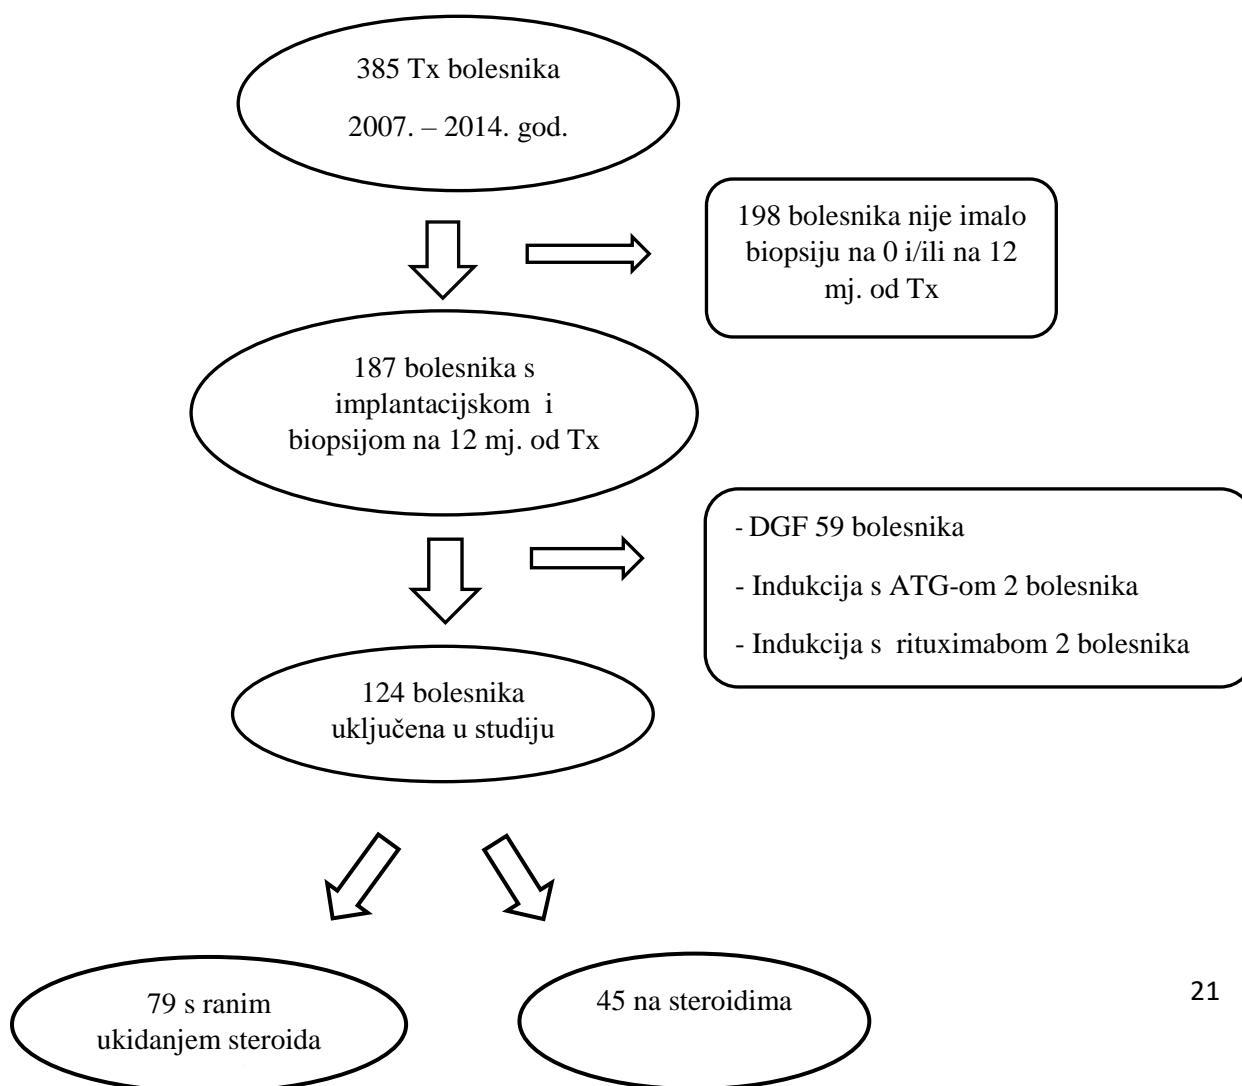 385 Tx bolesnika
2007. – 2014. god.
198 bolesnika nije imalo
biopsiju na 0 i/ili na 12
mj. od Tx
187 bolesnika s
implantacijskom i
biopsijom na 12 mj. od Tx
- DGF 59 bolesnika
- Indukcija s ATG-om 2 bolesnika
- Indukcija s rituximabom 2 bolesnika
124 bolesnika
uključena u studiju
79 s ranim
ukidanjem steroida
45 na steroidima
21